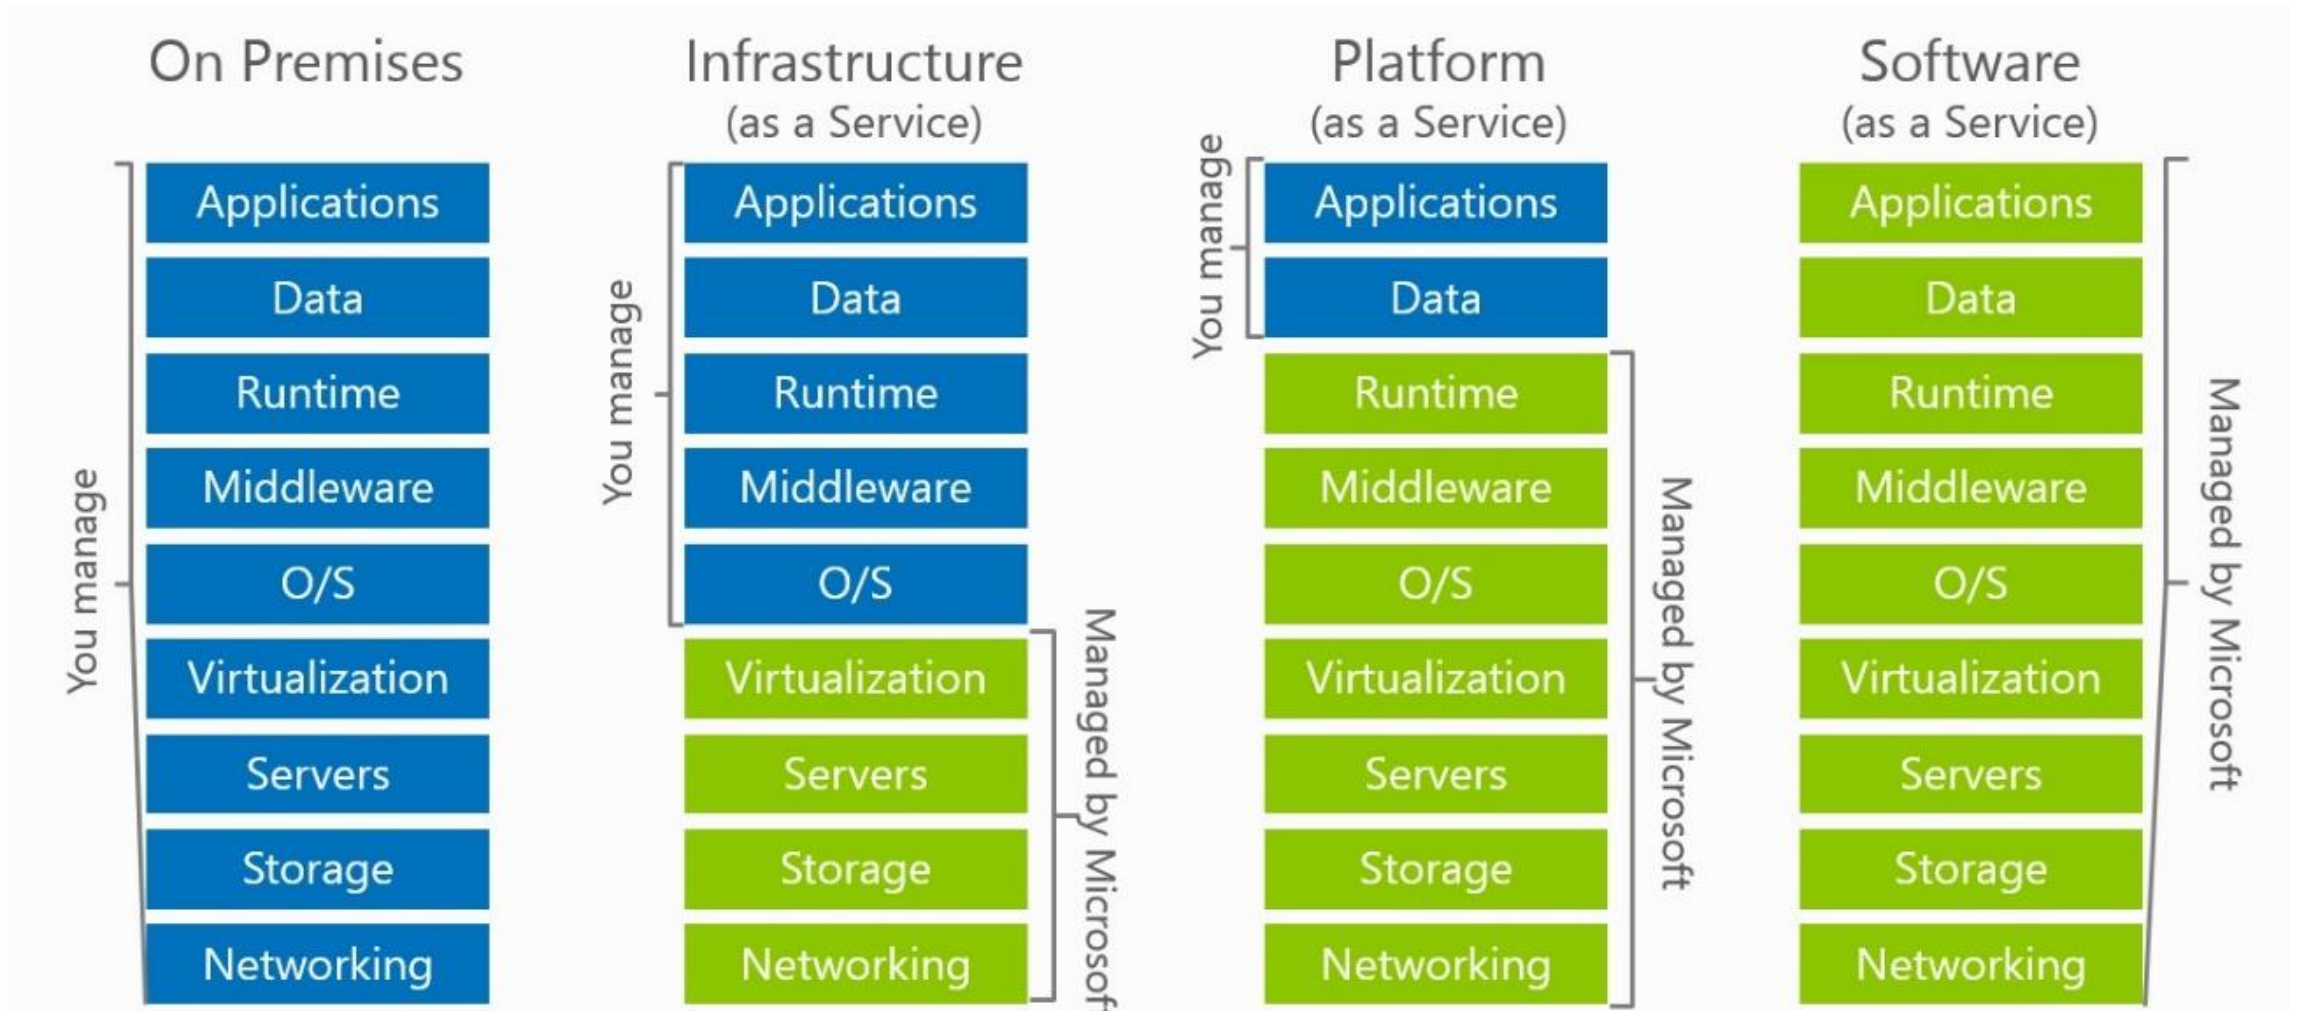 On Premises
You manage
Applications
Data
Runtime
Middleware
O/S
Virtualization
Servers
Storage
Networking
Infrastructure
(as a Service)
You manage
Applications
Data
Runtime
Middleware
O/S
Virtualization
Servers
Storage
Networking
Managed by Microsof
Platform
(as a Service)
You manage
Applications
Data
Runtime
Middleware
O/S
Virtualization
Servers
Storage
Networking
Managed by Microsoft
Software
(as a Service)
Applications
Data
Runtime
Middleware
O/S
Virtualization
Servers
Storage
Networking
Managed by Microsoft